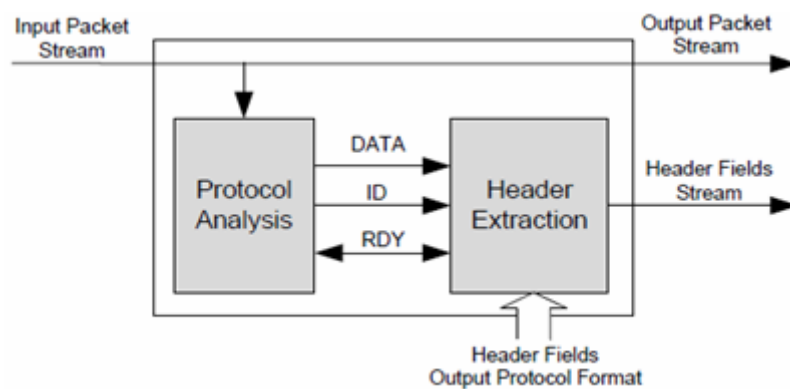 Input Packet
Stream
Output Packet
Stream
DATA
Protocol
Analysis
ID
Header
Extraction
Header Fields
Stream
RDY
Header Fields
Output Protocol Format